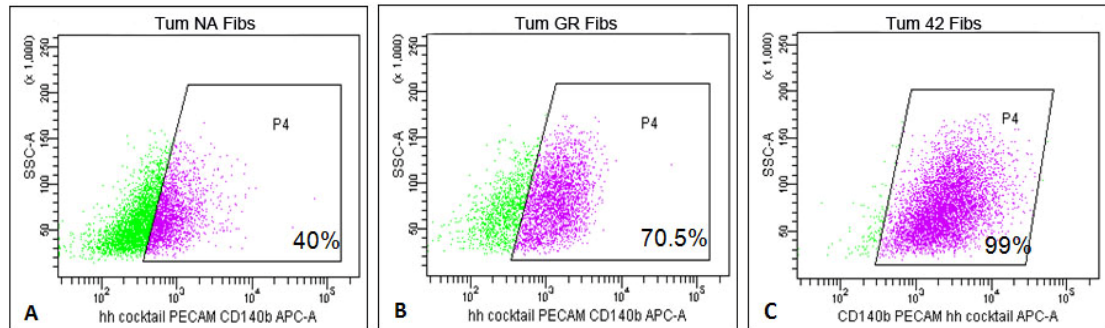 Tum NA Fibs
(x 1,000)
SSC-A
250
200
150
100
50
P4
40%
10²
10³
10⁴
10⁵
A
hh cocktail PECAM CD140b APC-A
Tum GR Fibs
(x 1,000)
SSC-A
250
200
150
100
50
P4
70.5%
10²
10³
10⁴
10⁵
B
hh cocktail PECAM CD140b APC-A
Tum 42 Fibs
(x 1,000)
SSC-A
250
200
150
100
50
P4
99%
10²
10³
10⁴
10⁵
C
CD140b PECAM hh cocktail APC-A